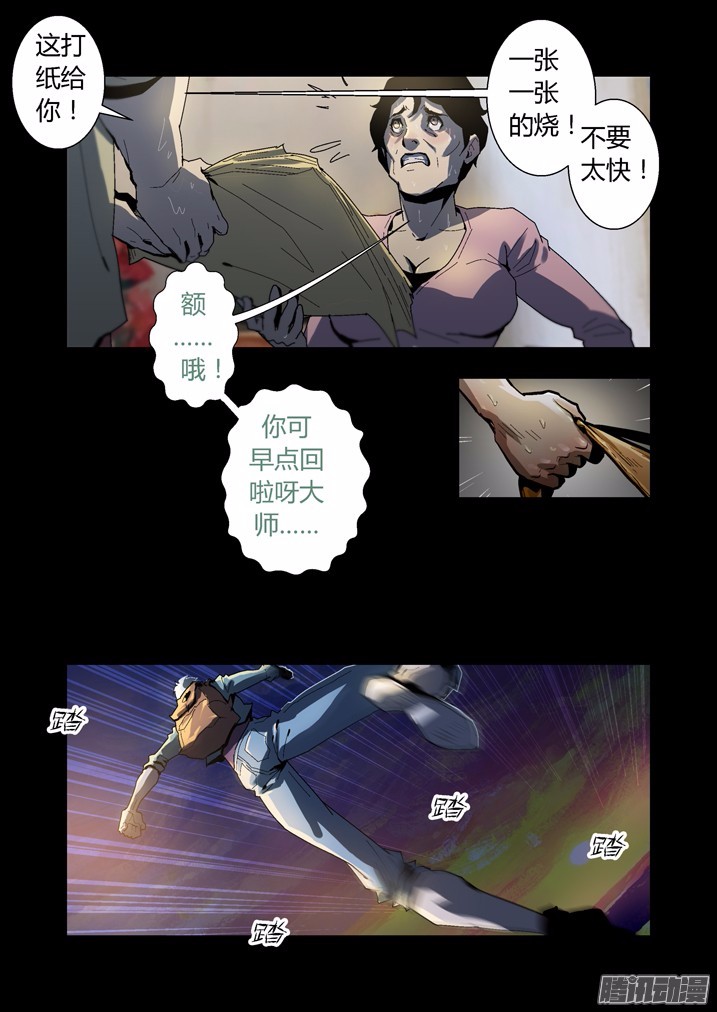 这打
纸给
你！
一张
一张
的烧！
不要
太快！
额
……
哦！
你可
早点回
啦呀大
师……
踏
踏
踏
踏
腾讯动漫